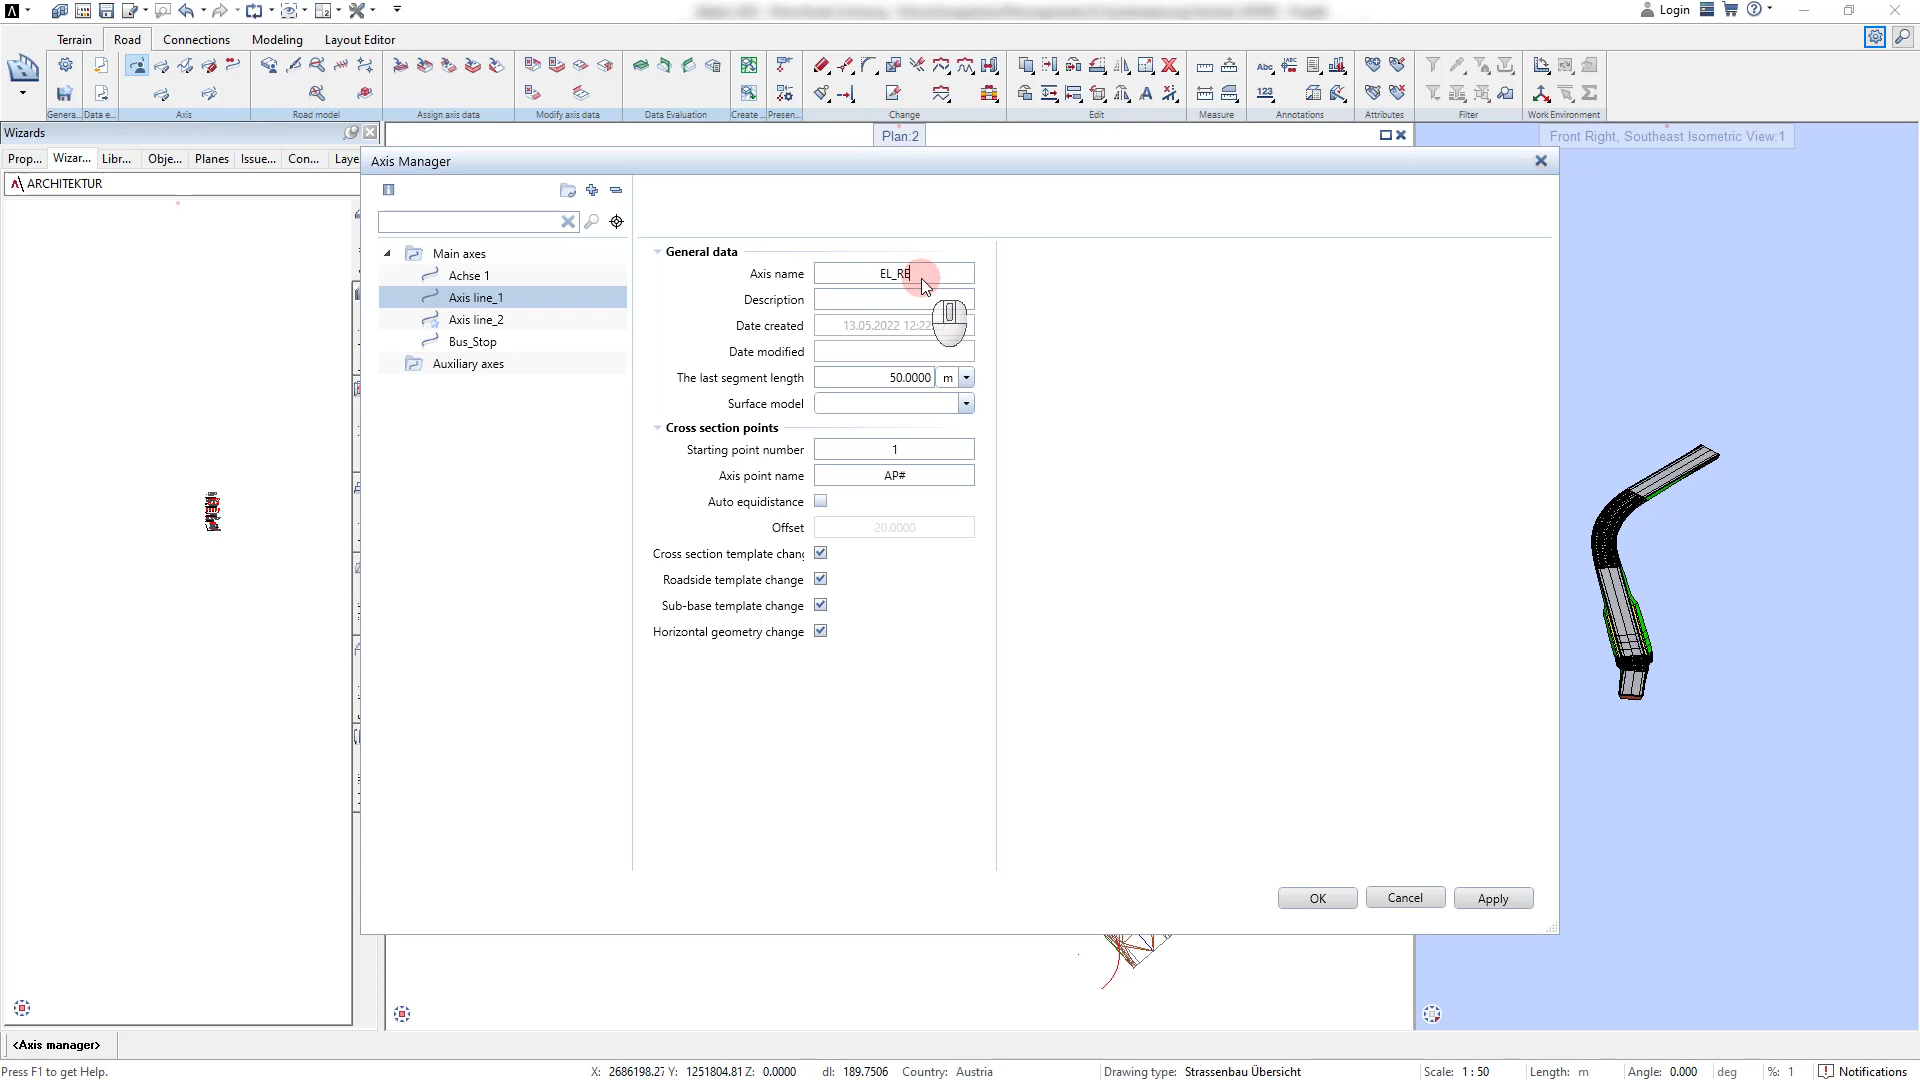 Login
Terrain
Road
Connections
Modeling
Layout Editor
Abc
ABC
123
A
Genera...
Data e...
Axis
Road model
Assign axis data
Modify axis data
Data Evaluation
Create ...
Presen...
Change
Edit
Measure
Annotations
Attributes
Filter
Work Environment
Wizards
Plan:2
Front Right, Southeast Isometric View:1
Prop...
Wizar...
Libr...
Obje...
Planes
Issue...
Con...
Laye
ARCHITEKTUR
Axis Manager
Main axes
Achse 1
Axis line_1
Axis line_2
Bus_Stop
Auxiliary axes
General data
Axis name EL_RE
Description
Date created 13.05.2022 12:22
Date modified
The last segment length 50.0000 m
Surface model
Cross section points
Starting point number 1
Axis point name AP#
Auto equidistance
Offset 20.0000
Cross section template chang
Roadside template change
Sub-base template change
Horizontal geometry change
OK
Cancel
Apply
<Axis manager>
Press F1 to get Help.
X: 2686198.27 Y: 1251804.81 Z: 0.0000 dl: 189.7506 Country: Austria Drawing type: Strassenbau Übersicht Scale: 1 : 50 Length: m Angle: 0.000 deg %: 1 Notifications